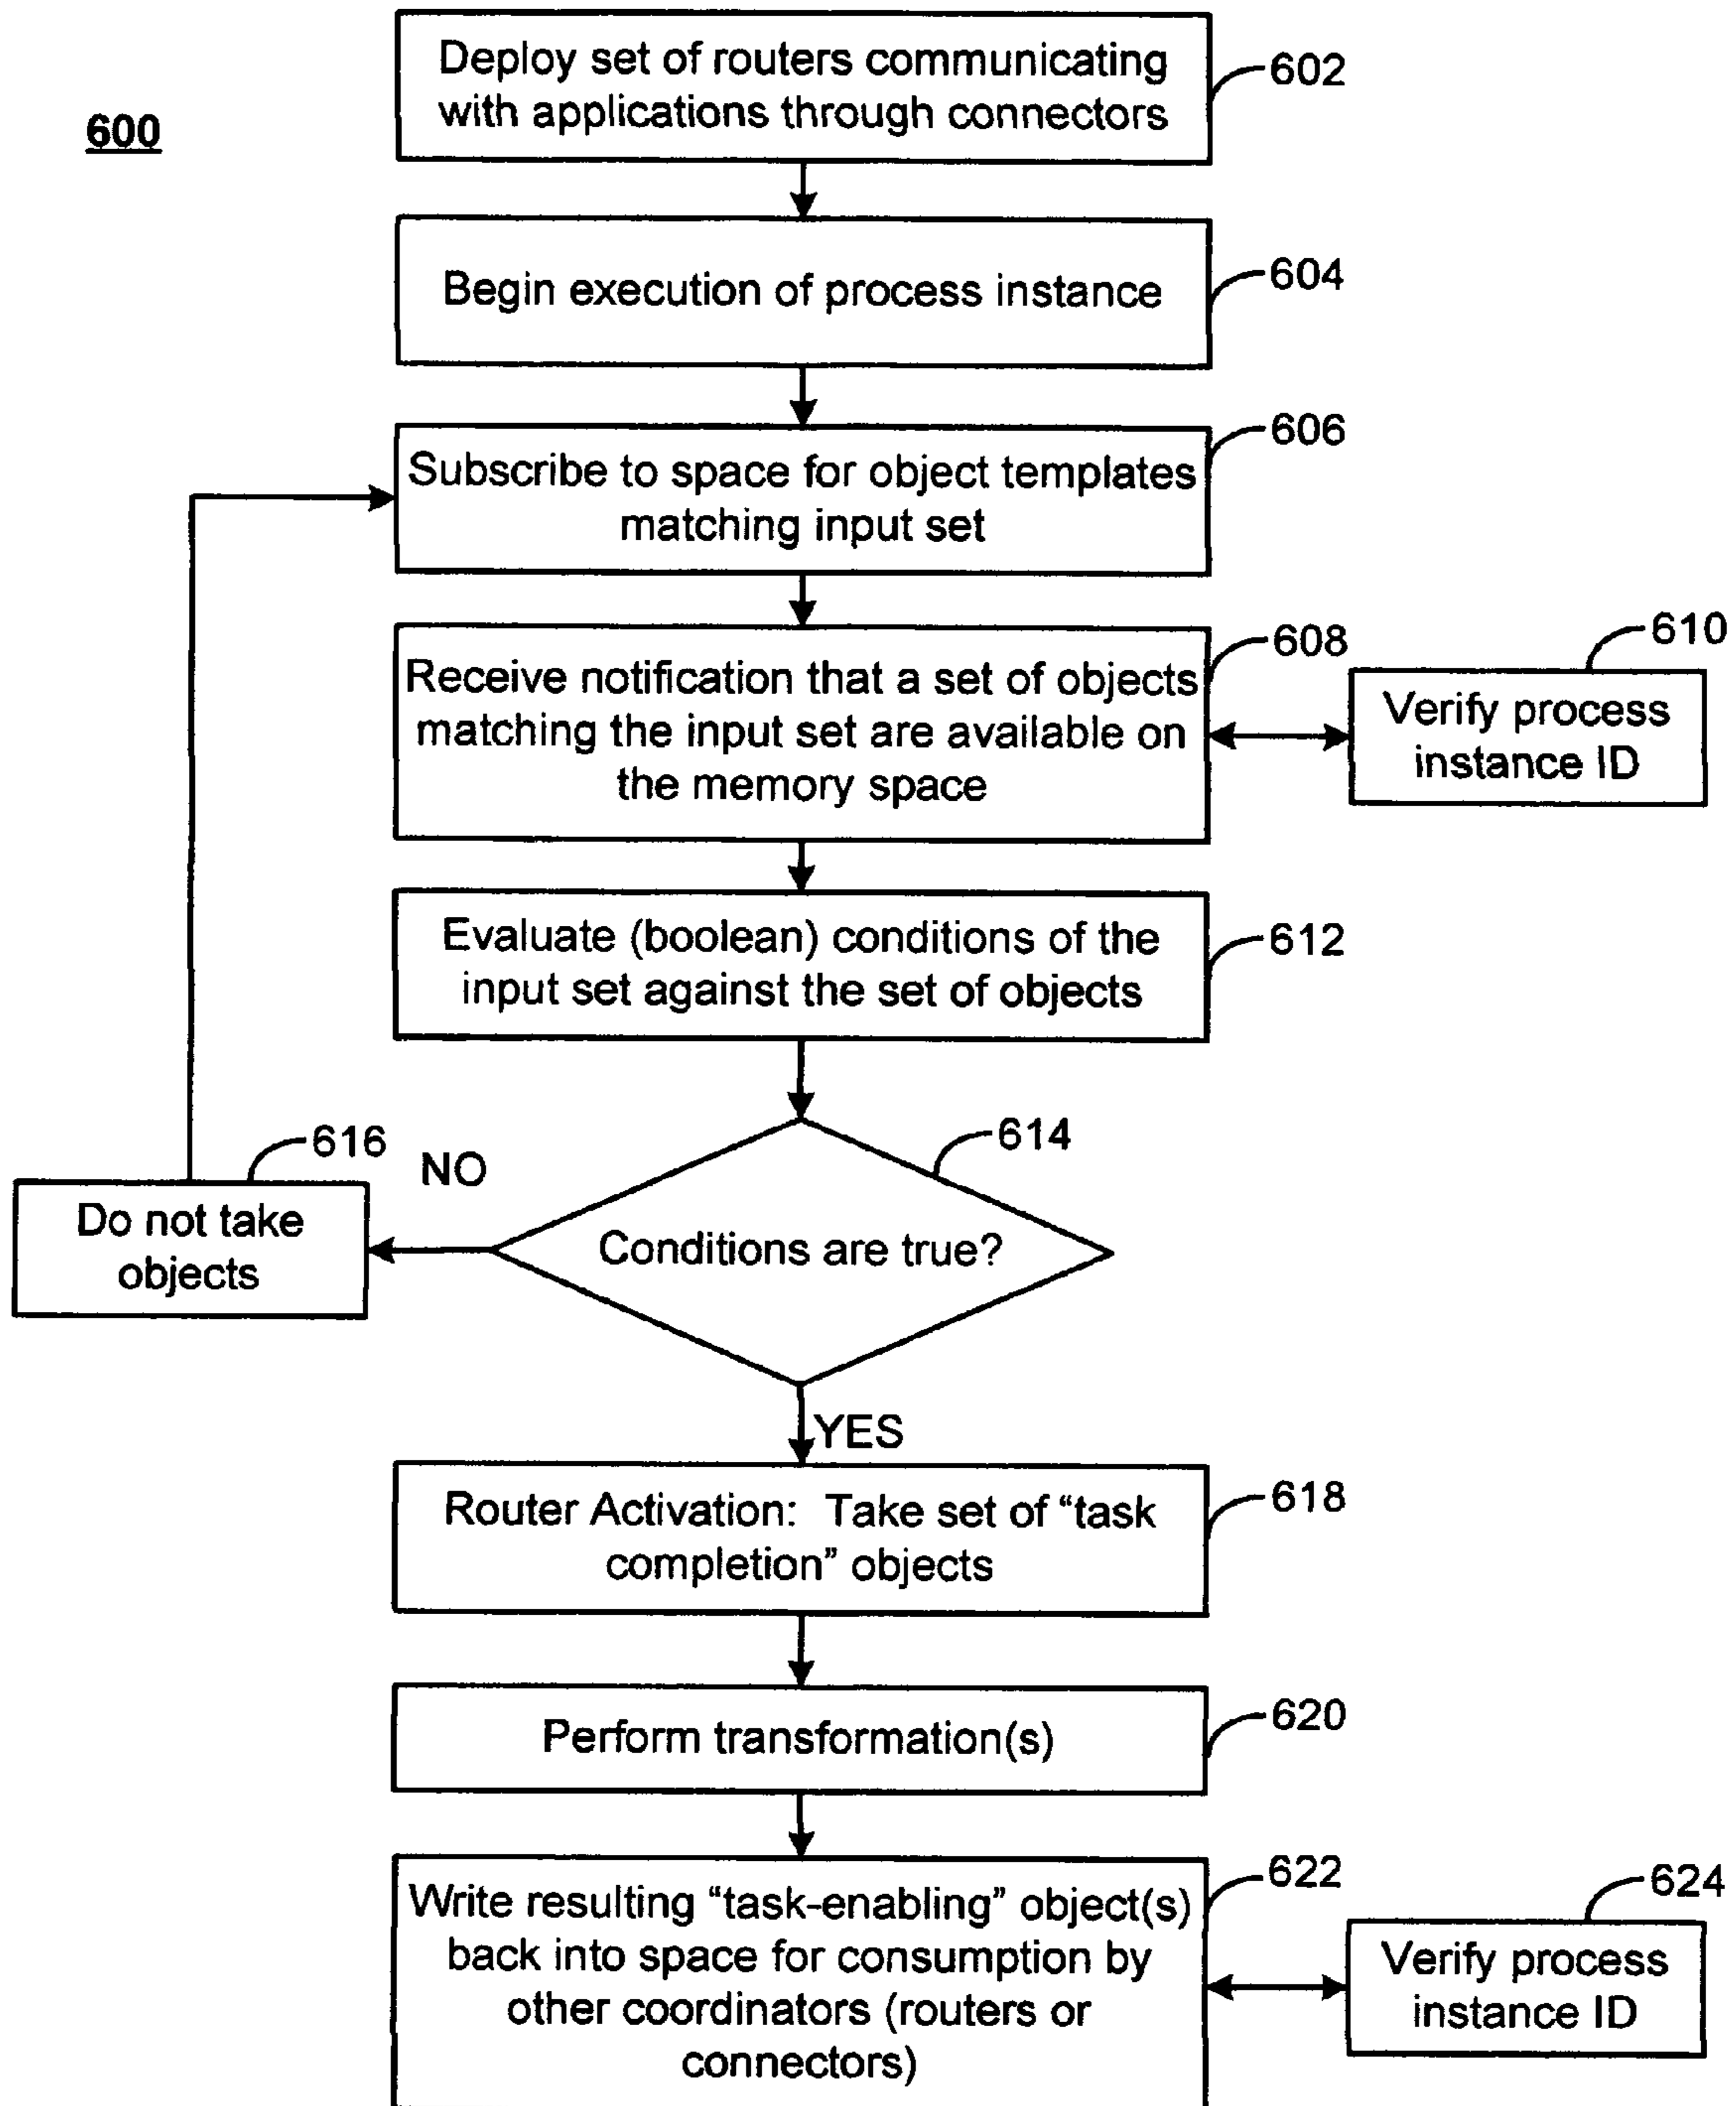 600
Deploy set of routers communicating
with applications through connectors
602
Begin execution of process instance
604
Subscribe to space for object templates
matching input set
606
Receive notification that a set of objects
matching the input set are available on
the memory space
608
Verify process
instance ID
610
Evaluate (boolean) conditions of the
input set against the set of objects
612
Conditions are true?
614
NO
Do not take
objects
616
YES
Router Activation: Take set of “task
completion” objects
618
Perform transformation(s)
620
Write resulting “task-enabling” object(s)
back into space for consumption by
other coordinators (routers or
connectors)
622
Verify process
instance ID
624